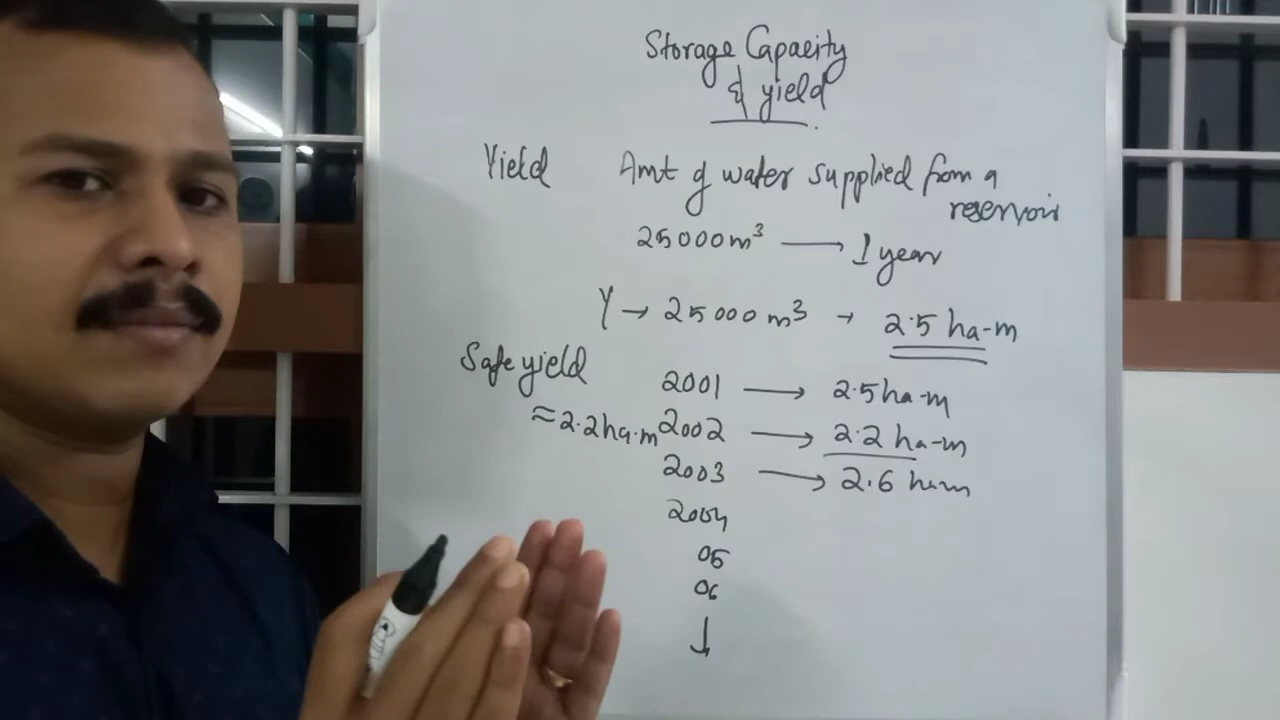 Storage Capacity
& yield
Yield Amt of water supplied from a
reservoir
25000m³ → 1 year
Y → 25000 m³ → 2.5 ha-m
Safe yield 2001 → 2.5 ha-m
≈ 2.2 ha.m 2002 → 2.2 ha-m
2003 → 2.6 ha-m
2004
05
06
↓